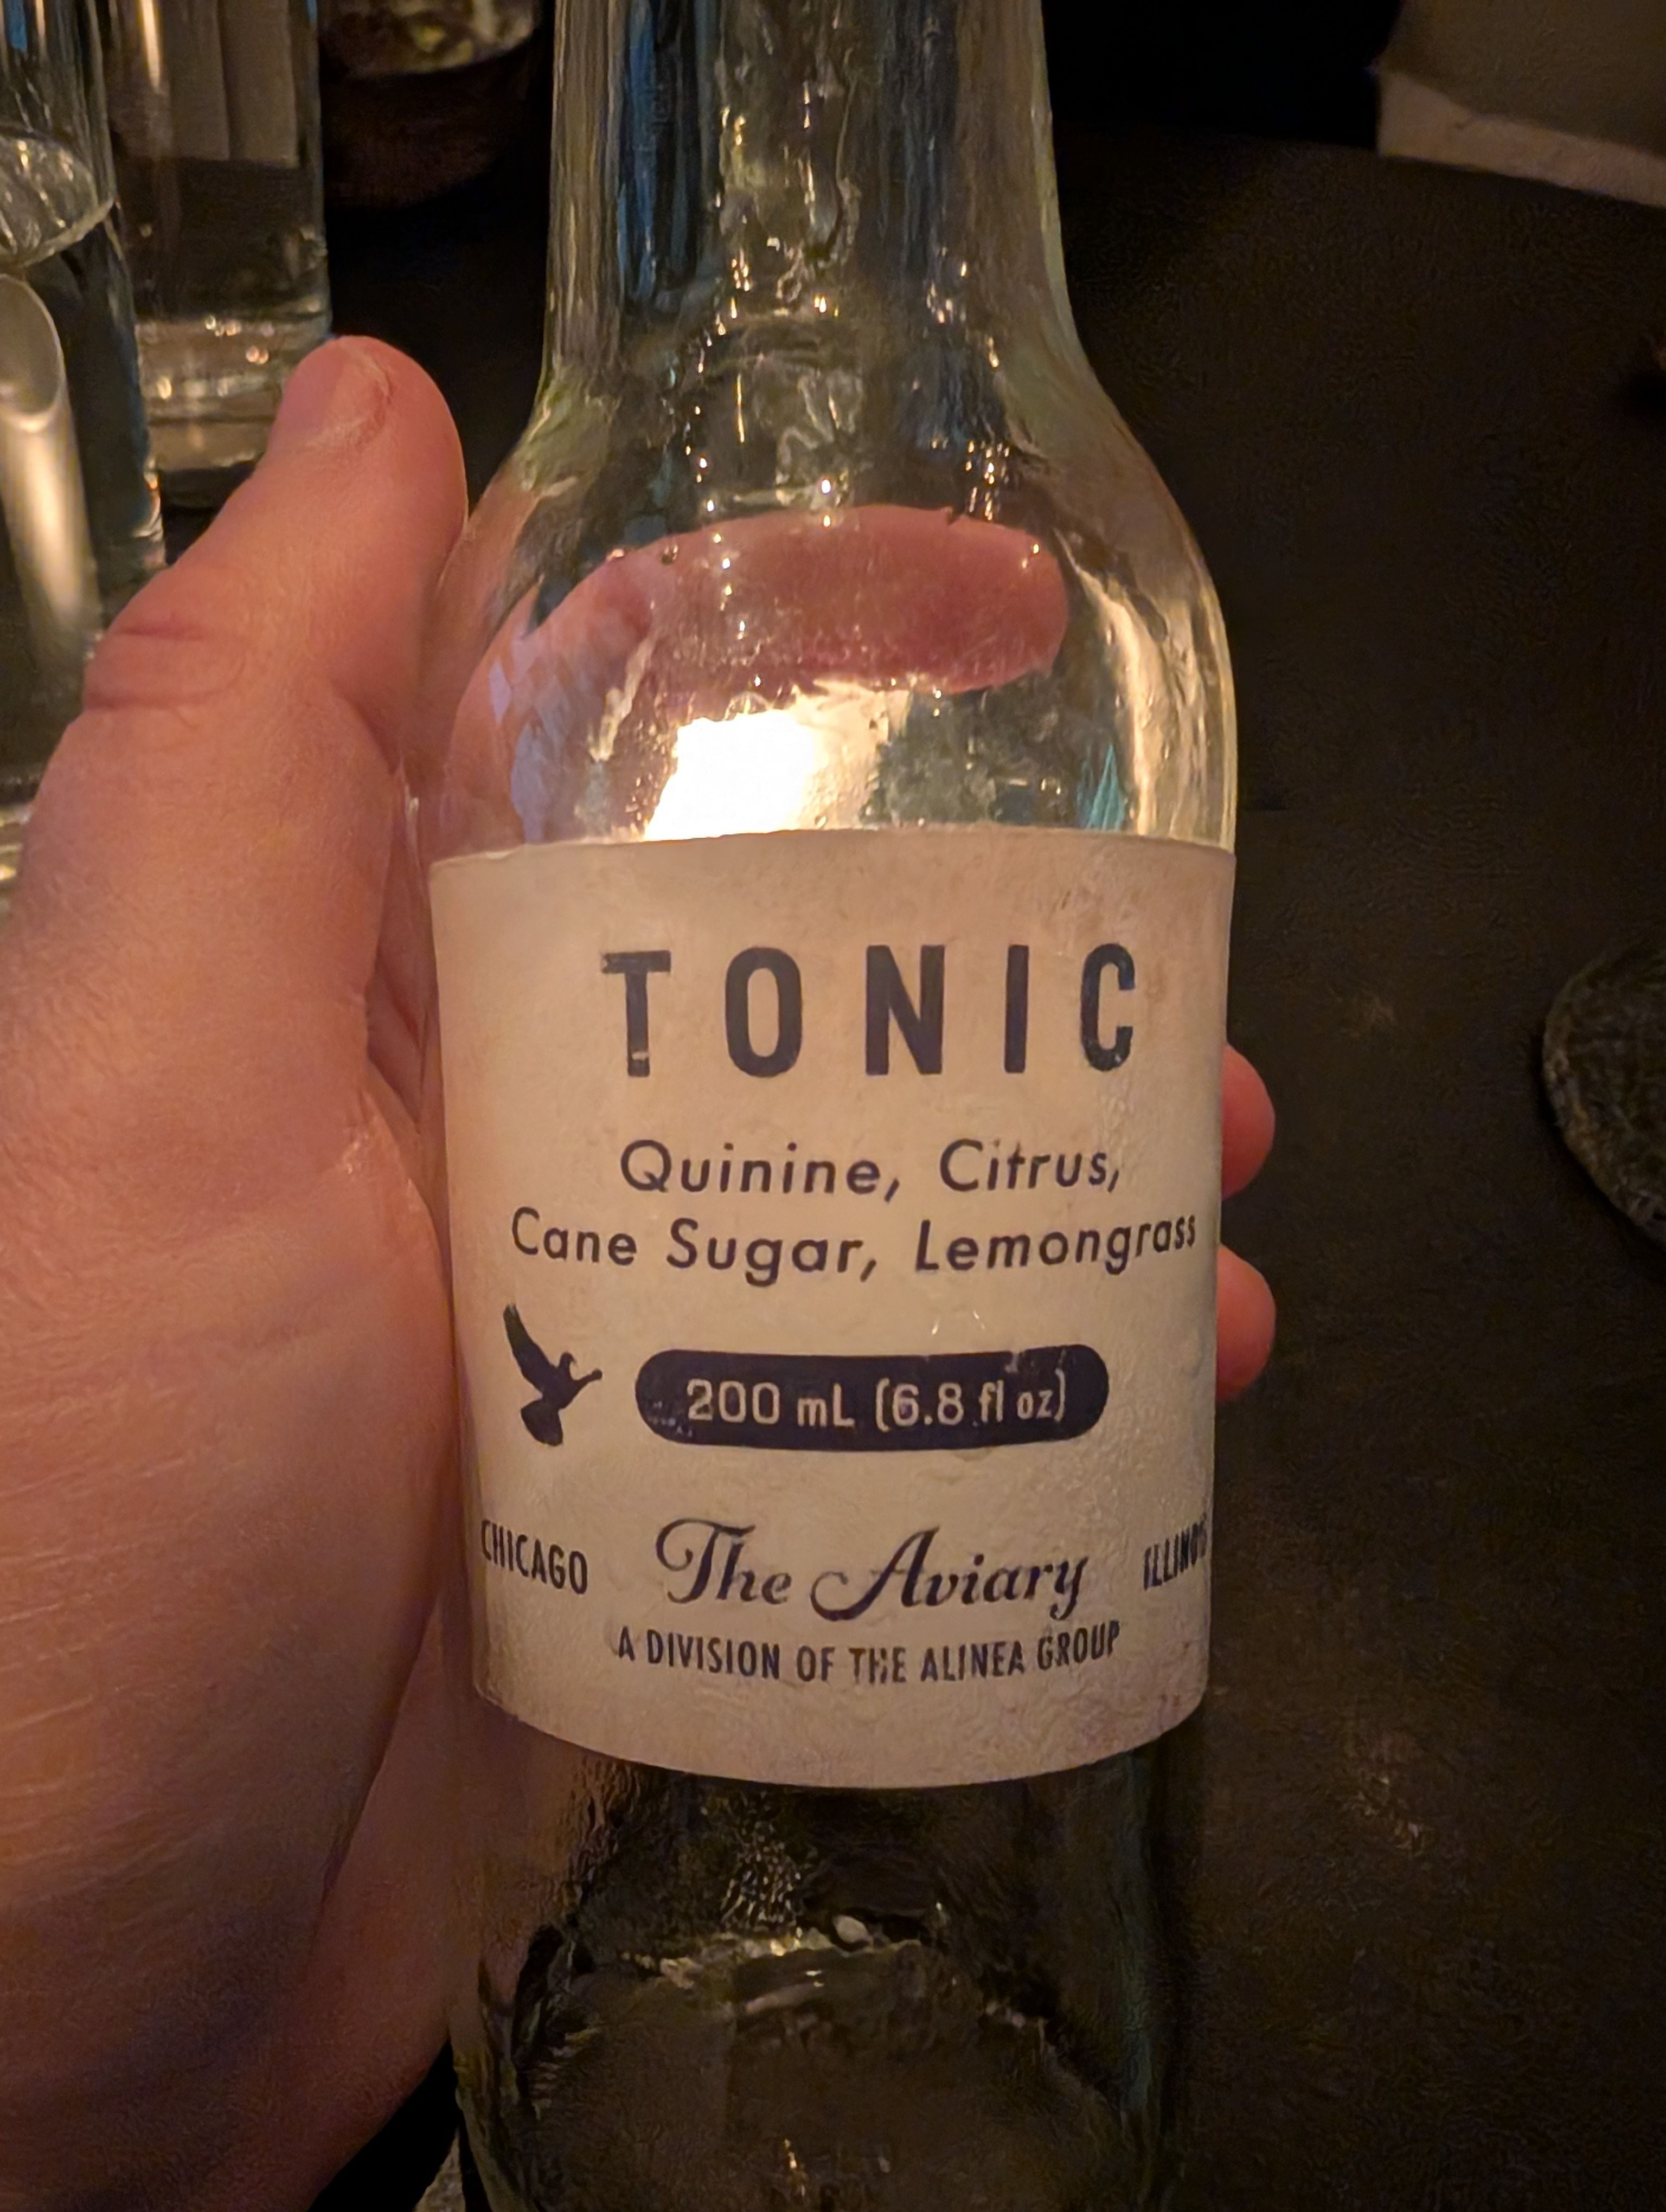 TONIC
Quinine, Citrus,
Cane Sugar, Lemongrass
200 mL (6.8 fl oz)
CHICAGO The Aviary ILLINOIS
A DIVISION OF THE ALINEA GROUP